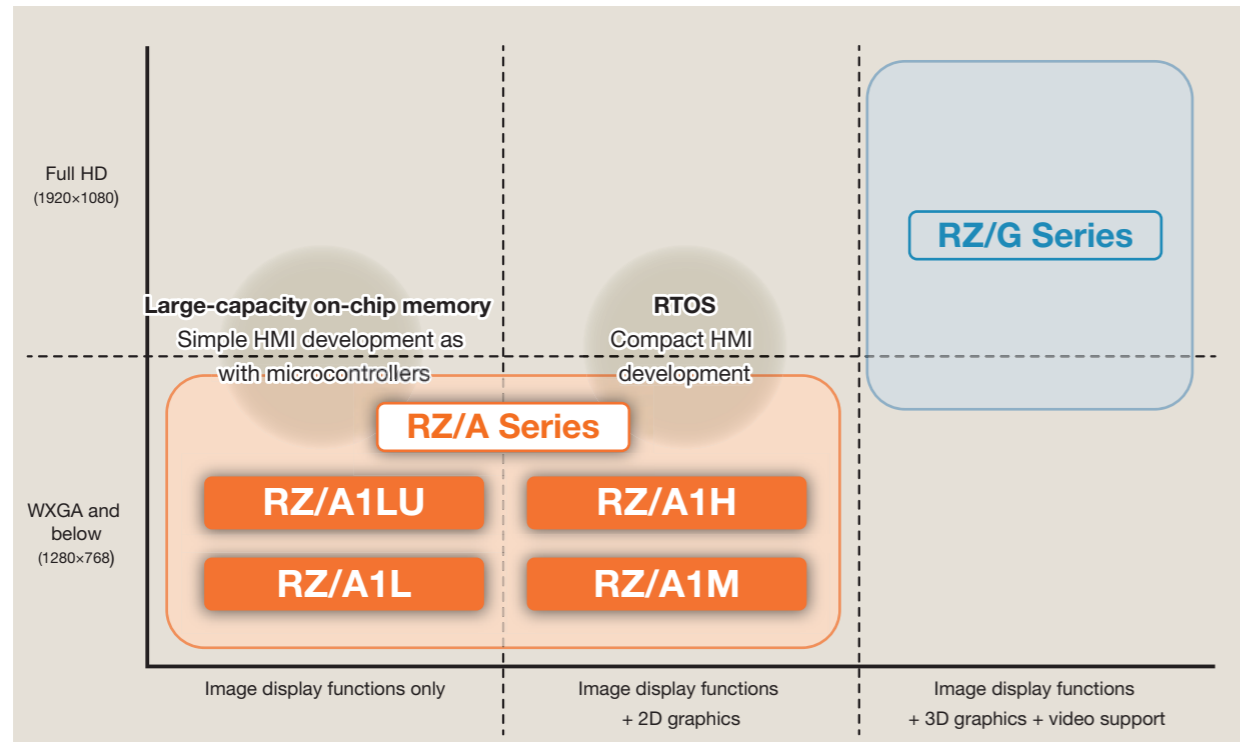 Full HD
(1920×1080)
RZ/G Series
Large-capacity on-chip memory
Simple HMI development as
with microcontrollers
RTOS
Compact HMI
development
RZ/A Series
WXGA and
below
(1280×768)
RZ/A1LU
RZ/A1H
RZ/A1L
RZ/A1M
Image display functions only
Image display functions
+ 2D graphics
Image display functions
+ 3D graphics + video support